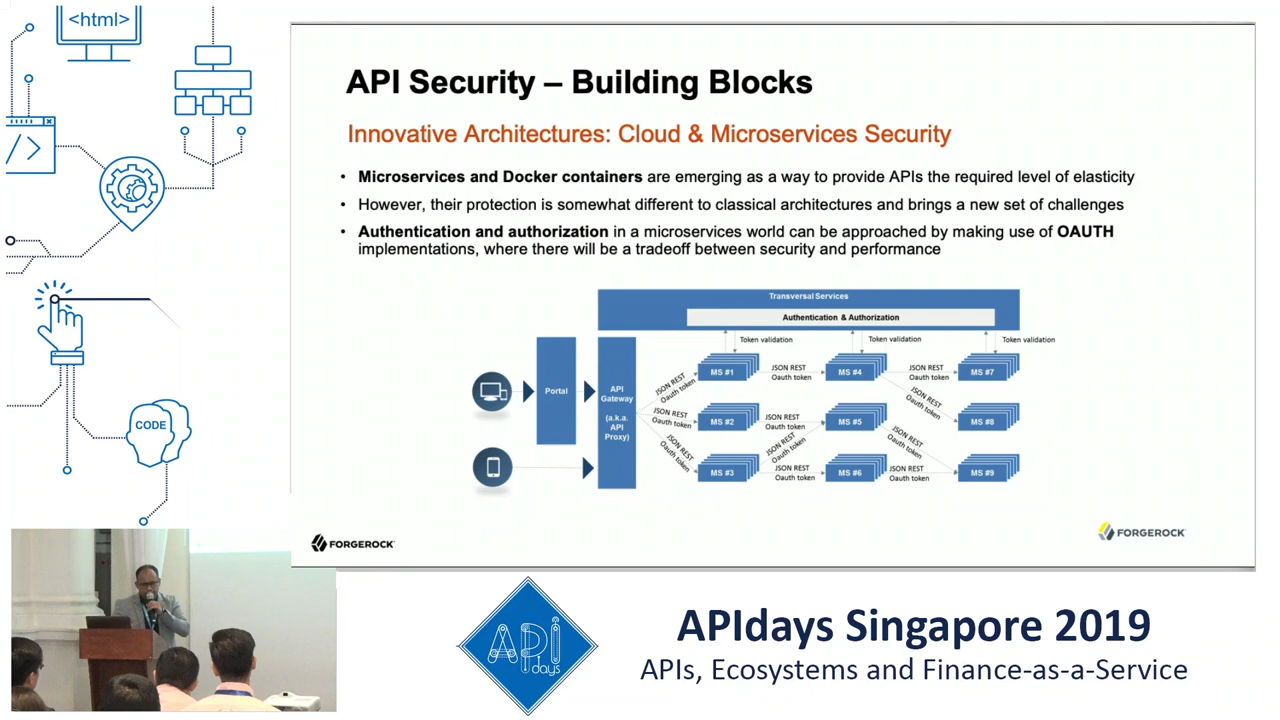 <html>
</>
CODE
API Security – Building Blocks
Innovative Architectures: Cloud & Microservices Security
• Microservices and Docker containers are emerging as a way to provide APIs the required level of elasticity
• However, their protection is somewhat different to classical architectures and brings a new set of challenges
• Authentication and authorization in a microservices world can be approached by making use of OAUTH
implementations, where there will be a tradeoff between security and performance
Transversal Services
Authentication & Authorization
Token validation
Token validation
Token validation
Portal
API
Gateway
(a.k.a.
API
Proxy)
JSON REST
Oauth token
JSON REST
Oauth token
JSON REST
Oauth token
MS #1
MS #2
MS #3
JSON REST
Oauth token
JSON REST
Oauth token
JSON REST
Oauth token
JSON REST
Oauth token
MS #4
MS #5
MS #6
JSON REST
Oauth token
JSON REST
Oauth token
JSON REST
Oauth token
JSON REST
Oauth token
MS #7
MS #8
MS #9
FORGEROCK
FORGEROCK
API
days
APIdays Singapore 2019
APIs, Ecosystems and Finance-as-a-Service